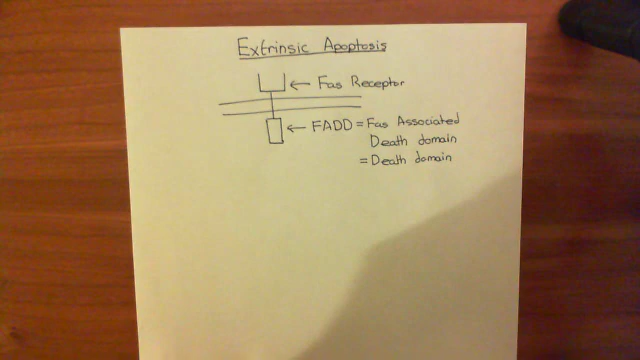 Extrinsic Apoptosis
← Fas Receptor
← FADD = Fas Associated
Death domain
= Death domain